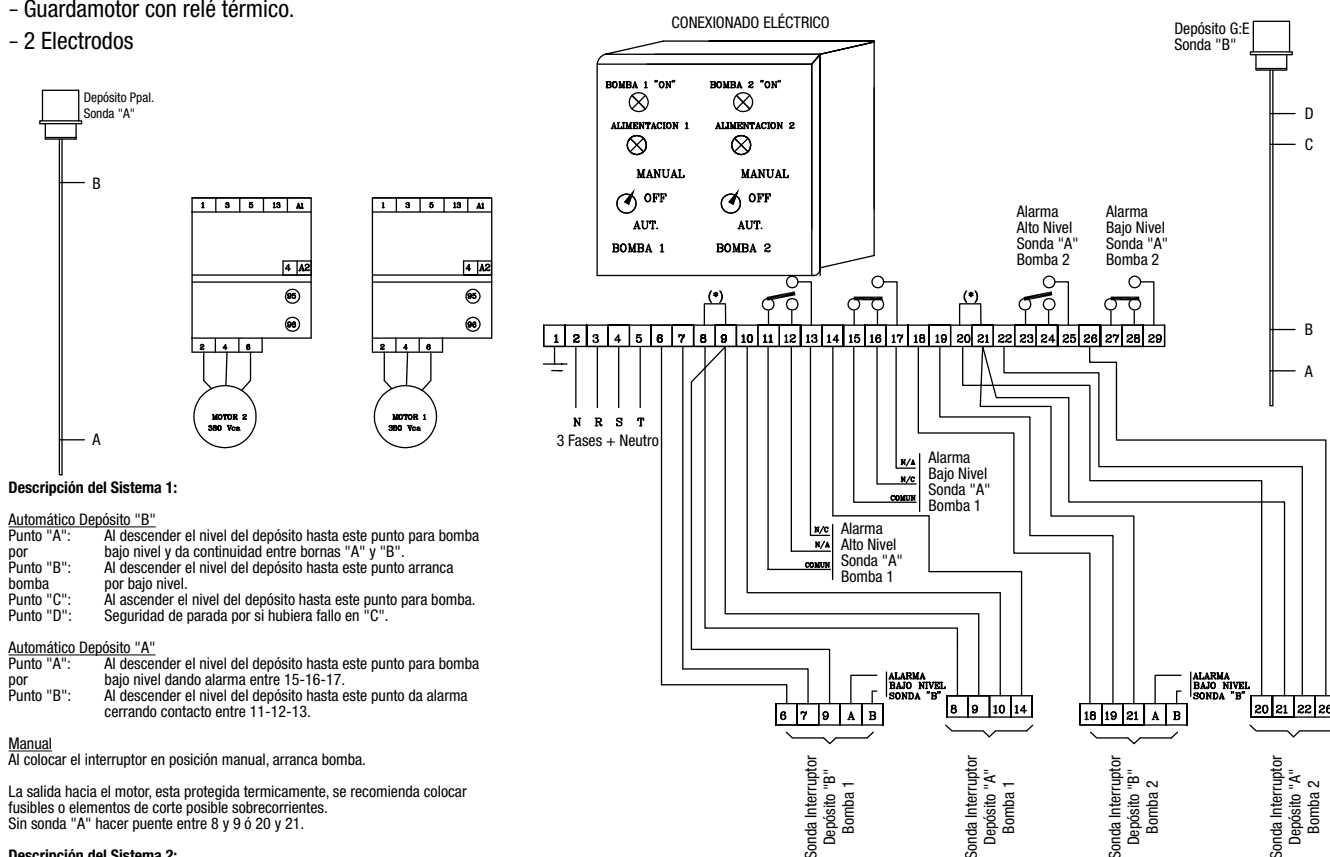 – Guardamotor con relé térmico.
– 2 Electrodos
Depósito Ppal.
Sonda "A"
B
A
1 3 5 13 A1
4 A2
95
96
2 4 6
MOTOR 2
380 Vca
1 3 5 13 A1
4 A2
95
96
2 4 6
MOTOR 1
380 Vca
CONEXIONADO ELÉCTRICO
BOMBA 1 "ON" BOMBA 2 "ON"
ALIMENTACION 1 ALIMENTACION 2
MANUAL MANUAL
OFF OFF
AUT. AUT.
BOMBA 1 BOMBA 2
Depósito G:E
Sonda "B"
D
C
B
A
Alarma
Alto Nivel
Sonda "A"
Bomba 2
Alarma
Bajo Nivel
Sonda "A"
Bomba 2
(*) (*)
1 2 3 4 5 6 7 8 9 10 11 12 13 14 15 16 17 18 19 20 21 22 23 24 25 26 27 28 29
N R S T
3 Fases + Neutro
N/A
N/C
COMUN
Alarma
Bajo Nivel
Sonda "A"
Bomba 1
N/C
N/A
COMUN
Alarma
Alto Nivel
Sonda "A"
Bomba 1
ALARMA
BAJO NIVEL
SONDA "B"
ALARMA
BAJO NIVEL
SONDA "B"
6 7 9 A B
8 9 10 14
18 19 21 A B
20 21 22 26
Sonda Interruptor
Depósito "B"
Bomba 1
Sonda Interruptor
Depósito "A"
Bomba 1
Sonda Interruptor
Depósito "B"
Bomba 2
Sonda Interruptor
Depósito "A"
Bomba 2
Descripción del Sistema 1:
Automático Depósito "B"
Punto "A": Al descender el nivel del depósito hasta este punto para bomba
por bajo nivel y da continuidad entre bornas "A" y "B".
Punto "B": Al descender el nivel del depósito hasta este punto arranca
bomba por bajo nivel.
Punto "C": Al ascender el nivel del depósito hasta este punto para bomba.
Punto "D": Seguridad de parada por si hubiera fallo en "C".
Automático Depósito "A"
Punto "A": Al descender el nivel del depósito hasta este punto para bomba
por bajo nivel dando alarma entre 15-16-17.
Punto "B": Al descender el nivel del depósito hasta este punto da alarma
cerrando contacto entre 11-12-13.
Manual
Al colocar el interruptor en posición manual, arranca bomba.
La salida hacia el motor, esta protegida termicamente, se recomienda colocar
fusibles o elementos de corte posible sobrecorrientes.
Sin sonda "A" hacer puente entre 8 y 9 ó 20 y 21.
Descripción del Sistema 2: